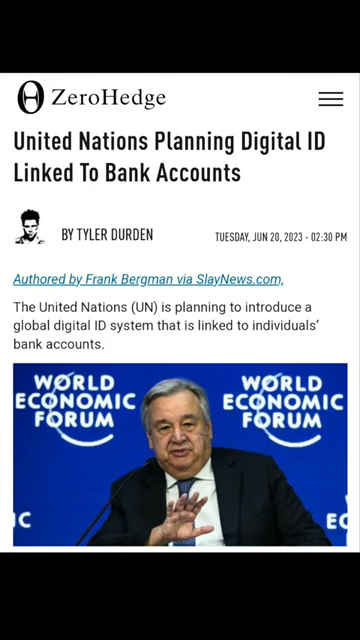 ZeroHedge
United Nations Planning Digital ID
Linked To Bank Accounts
BY TYLER DURDEN
TUESDAY, JUN 20, 2023 - 02:30 PM
Authored by Frank Bergman via SlayNews.com,
The United Nations (UN) is planning to introduce a
global digital ID system that is linked to individuals’
bank accounts.
WORLD
ECONOMIC
FORUM
WORLD
ECONOMIC
FORUM
IC
EC